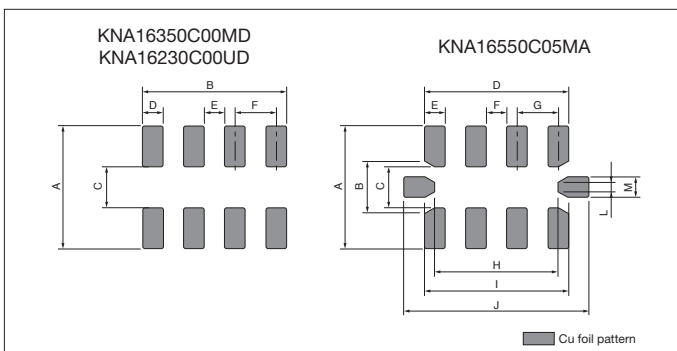 KNA16350C00MD
KNA16230C00UD
KNA16550C05MA
B
D
E
F
A
C
D
E
F
G
A
B
C
M
L
H
I
J
Cu foil pattern